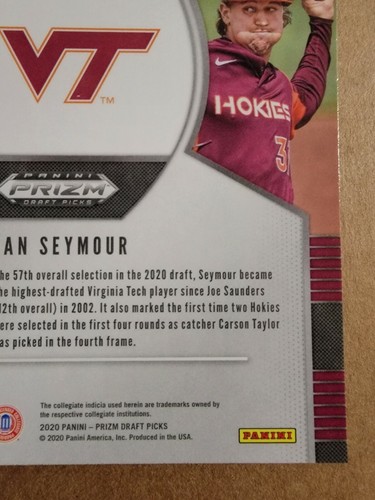 VT
TM
HOKIES
3
PANINI
PRIZM
DRAFT PICKS
AN SEYMOUR
he 57th overall selection in the 2020 draft, Seymour became
he highest-drafted Virginia Tech player since Joe Saunders
12th overall) in 2002. It also marked the first time two Hokies
ere selected in the first four rounds as catcher Carson Taylor
as picked in the fourth frame.
The collegiate indicia used herein are trademarks owned by
the respective collegiate institutions.
2020 PANINI – PRIZM DRAFT PICKS
© 2020 Panini America, Inc. Produced in the USA.
PANINI